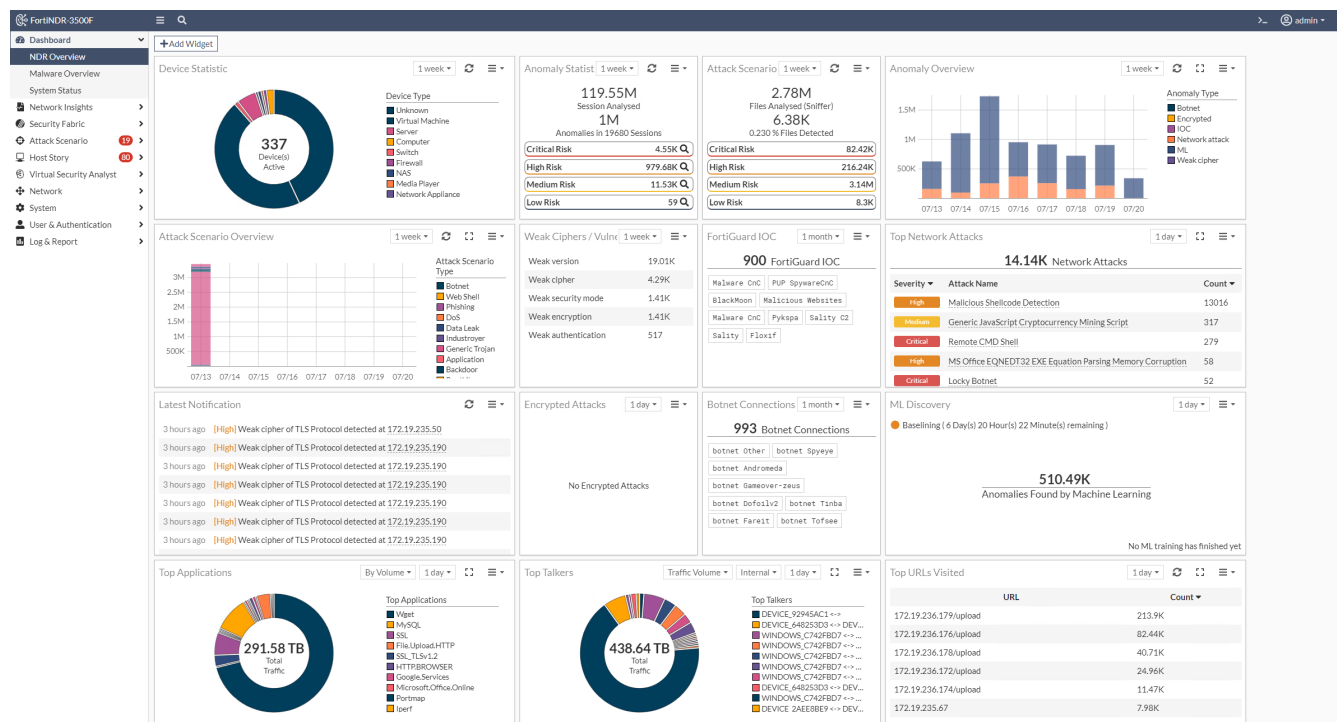 FortiNDR-3500F
>_ admin
Dashboard
NDR Overview
Malware Overview
System Status
Network Insights
Security Fabric
Attack Scenario 19
Host Story 80
Virtual Security Analyst
Network
System
User & Authentication
Log & Report
+Add Widget
Device Statistic 1 week
337
Device(s)
Active
Device Type
Unknown
Virtual Machine
Server
Computer
Switch
Firewall
NAS
Media Player
Network Appliance
Anomaly Statist 1 week
119.55M
Session Analysed
1M
Anomalies in 19680 Sessions
Critical Risk 4.55K
High Risk 979.68K
Medium Risk 11.53K
Low Risk 59
Attack Scenario 1 week
2.78M
Files Analysed (Sniffer)
6.38K
0.230 % Files Detected
Critical Risk 82.42K
High Risk 216.24K
Medium Risk 3.14M
Low Risk 8.3K
Anomaly Overview 1 week
1.5M
1M
500K
07/13 07/14 07/15 07/16 07/17 07/18 07/19 07/20
Anomaly Type
Botnet
Encrypted
IOC
Network attack
ML
Weak cipher
Attack Scenario Overview 1 week
3M
2.5M
2M
1.5M
1M
500K
07/13 07/14 07/15 07/16 07/17 07/18 07/19 07/20
Attack Scenario
Type
Botnet
Web Shell
Phishing
DoS
Data Leak
Industroyer
Generic Trojan
Application
Backdoor
Weak Ciphers / Vulne 1 week
Weak version 19.01K
Weak cipher 4.29K
Weak security mode 1.41K
Weak encryption 1.41K
Weak authentication 517
FortiGuard IOC 1 month
900 FortiGuard IOC
Malware CnC PUP SpywareCnC
BlackMoon Malicious Websites
Malware CnC Pykspa Sality C2
Sality Floxif
Top Network Attacks 1 day
14.14K Network Attacks
Severity Attack Name Count
High Malicious Shellcode Detection 13016
Medium Generic JavaScript Cryptocurrency Mining Script 317
Critical Remote CMD Shell 279
High MS Office EQNEDT32 EXE Equation Parsing Memory Corruption 58
Critical Locky Botnet 52
Latest Notification
3 hours ago [High] Weak cipher of TLS Protocol detected at 172.19.235.50
3 hours ago [High] Weak cipher of TLS Protocol detected at 172.19.235.190
3 hours ago [High] Weak cipher of TLS Protocol detected at 172.19.235.190
3 hours ago [High] Weak cipher of TLS Protocol detected at 172.19.235.190
3 hours ago [High] Weak cipher of TLS Protocol detected at 172.19.235.190
3 hours ago [High] Weak cipher of TLS Protocol detected at 172.19.235.190
3 hours ago [High] Weak cipher of TLS Protocol detected at 172.19.235.190
Encrypted Attacks 1 day
No Encrypted Attacks
Botnet Connections 1 month
993 Botnet Connections
botnet Other botnet Spyeye
botnet Andromeda
botnet Gameover-zeus
botnet Dofoilv2 botnet Tinba
botnet Fareit botnet Tofsee
ML Discovery 1 day
Baselining ( 6 Day(s) 20 Hour(s) 22 Minute(s) remaining )
510.49K
Anomalies Found by Machine Learning
No ML training has finished yet
Top Applications By Volume 1 day
291.58 TB
Total
Traffic
Top Applications
Wget
MySQL
SSL
File.Upload.HTTP
SSL_TLSv1.2
HTTP.BROWSER
Google.Services
Microsoft.Office.Online
Portmap
Iperf
Top Talkers Traffic Volume Internal 1 day
438.64 TB
Total
Traffic
Top Talkers
DEVICE_92945AC1 <->
DEVICE_648253D3 <-> DEV...
WINDOWS_C742FBD7 <-> ...
WINDOWS_C742FBD7 <-> ...
WINDOWS_C742FBD7 <-> ...
WINDOWS_C742FBD7 <-> ...
DEVICE_648253D3 <-> DEV...
WINDOWS_C742FBD7 <-> ...
WINDOWS_C742FBD7 <-> ...
DEVICE 2AEE8BE9 <-> DEV...
Top URLs Visited 1 day
URL Count
172.19.236.179/upload 213.9K
172.19.236.176/upload 82.44K
172.19.236.178/upload 40.71K
172.19.236.172/upload 24.96K
172.19.236.174/upload 11.47K
172.19.235.67 7.98K